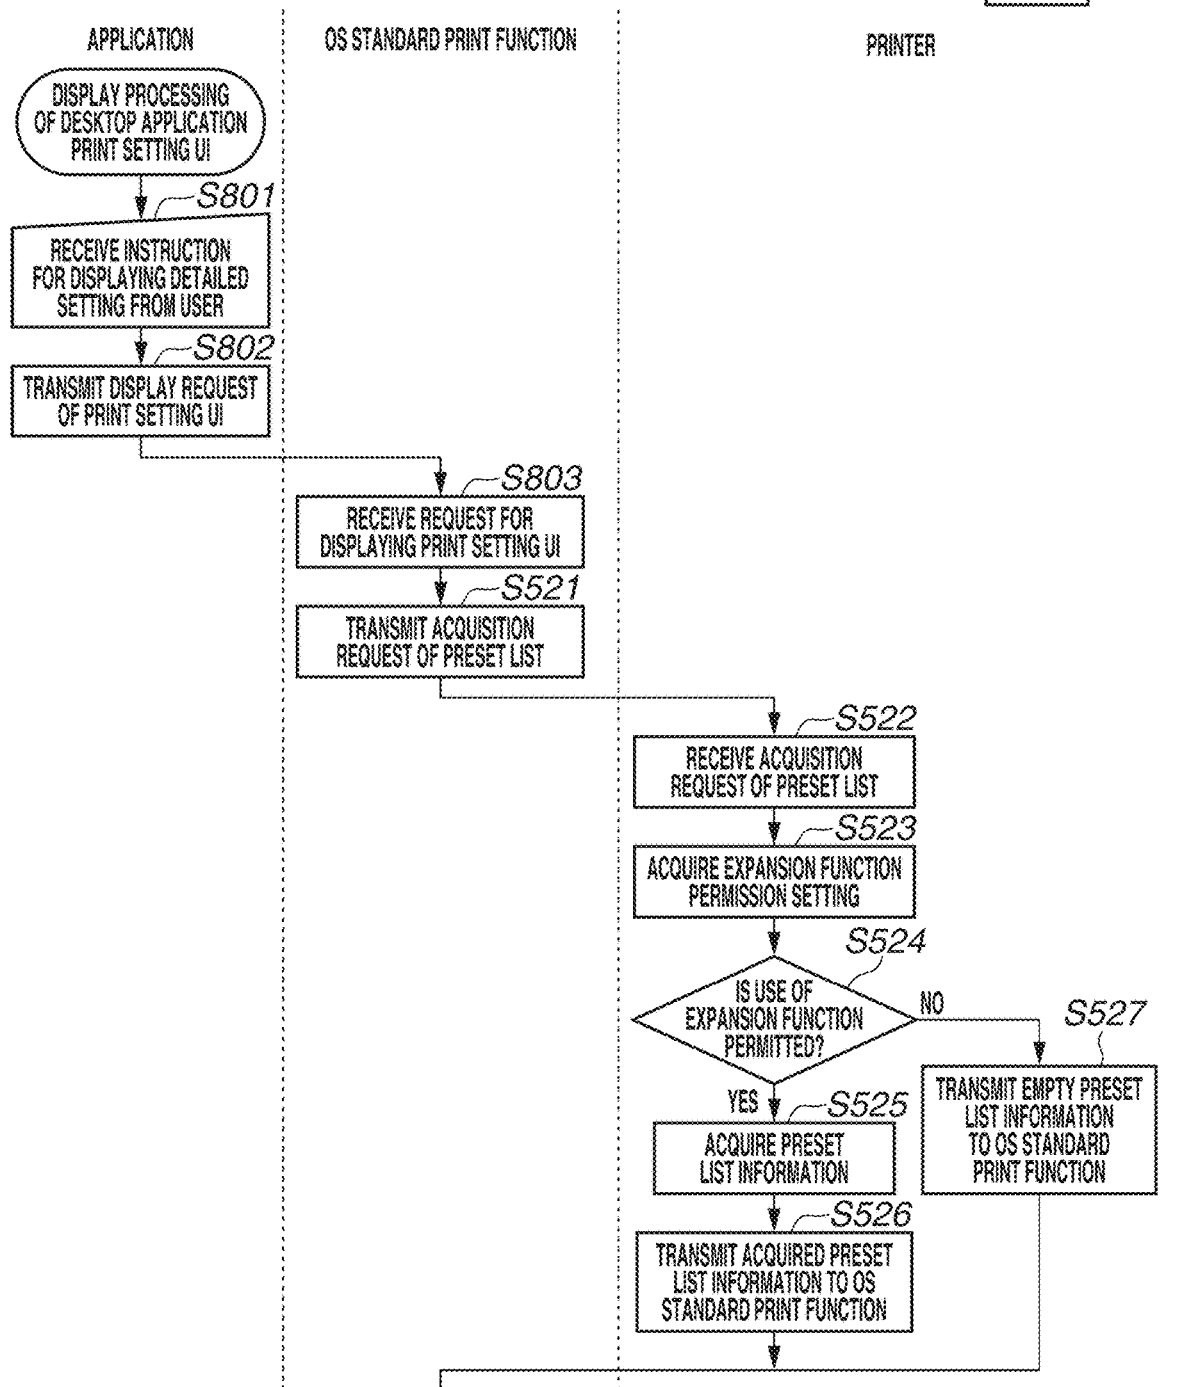 APPLICATION
OS STANDARD PRINT FUNCTION
PRINTER
DISPLAY PROCESSING
OF DESKTOP APPLICATION
PRINT SETTING UI
S801
RECEIVE INSTRUCTION
FOR DISPLAYING DETAILED
SETTING FROM USER
S802
TRANSMIT DISPLAY REQUEST
OF PRINT SETTING UI
S803
RECEIVE REQUEST FOR
DISPLAYING PRINT SETTING UI
S521
TRANSMIT ACQUISITION
REQUEST OF PRESET LIST
S522
RECEIVE ACQUISITION
REQUEST OF PRESET LIST
S523
ACQUIRE EXPANSION FUNCTION
PERMISSION SETTING
S524
IS USE OF
EXPANSION FUNCTION
PERMITTED?
NO
S527
TRANSMIT EMPTY PRESET
LIST INFORMATION
TO OS STANDARD
PRINT FUNCTION
YES
S525
ACQUIRE PRESET
LIST INFORMATION
S526
TRANSMIT ACQUIRED PRESET
LIST INFORMATION TO OS
STANDARD PRINT FUNCTION